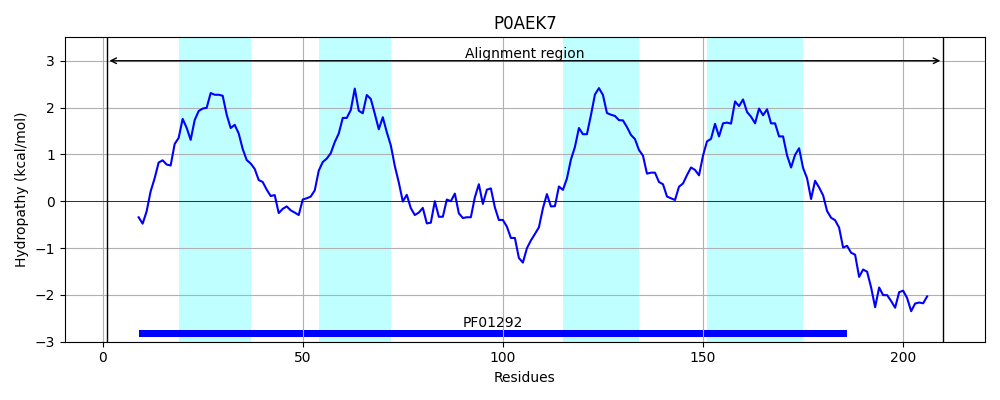 P0AEK7
Alignment region
Hydropathy (kcal/mol)
3
2
1
0
−1
−2
−3
PF01292
0
50
100
150
200
Residues